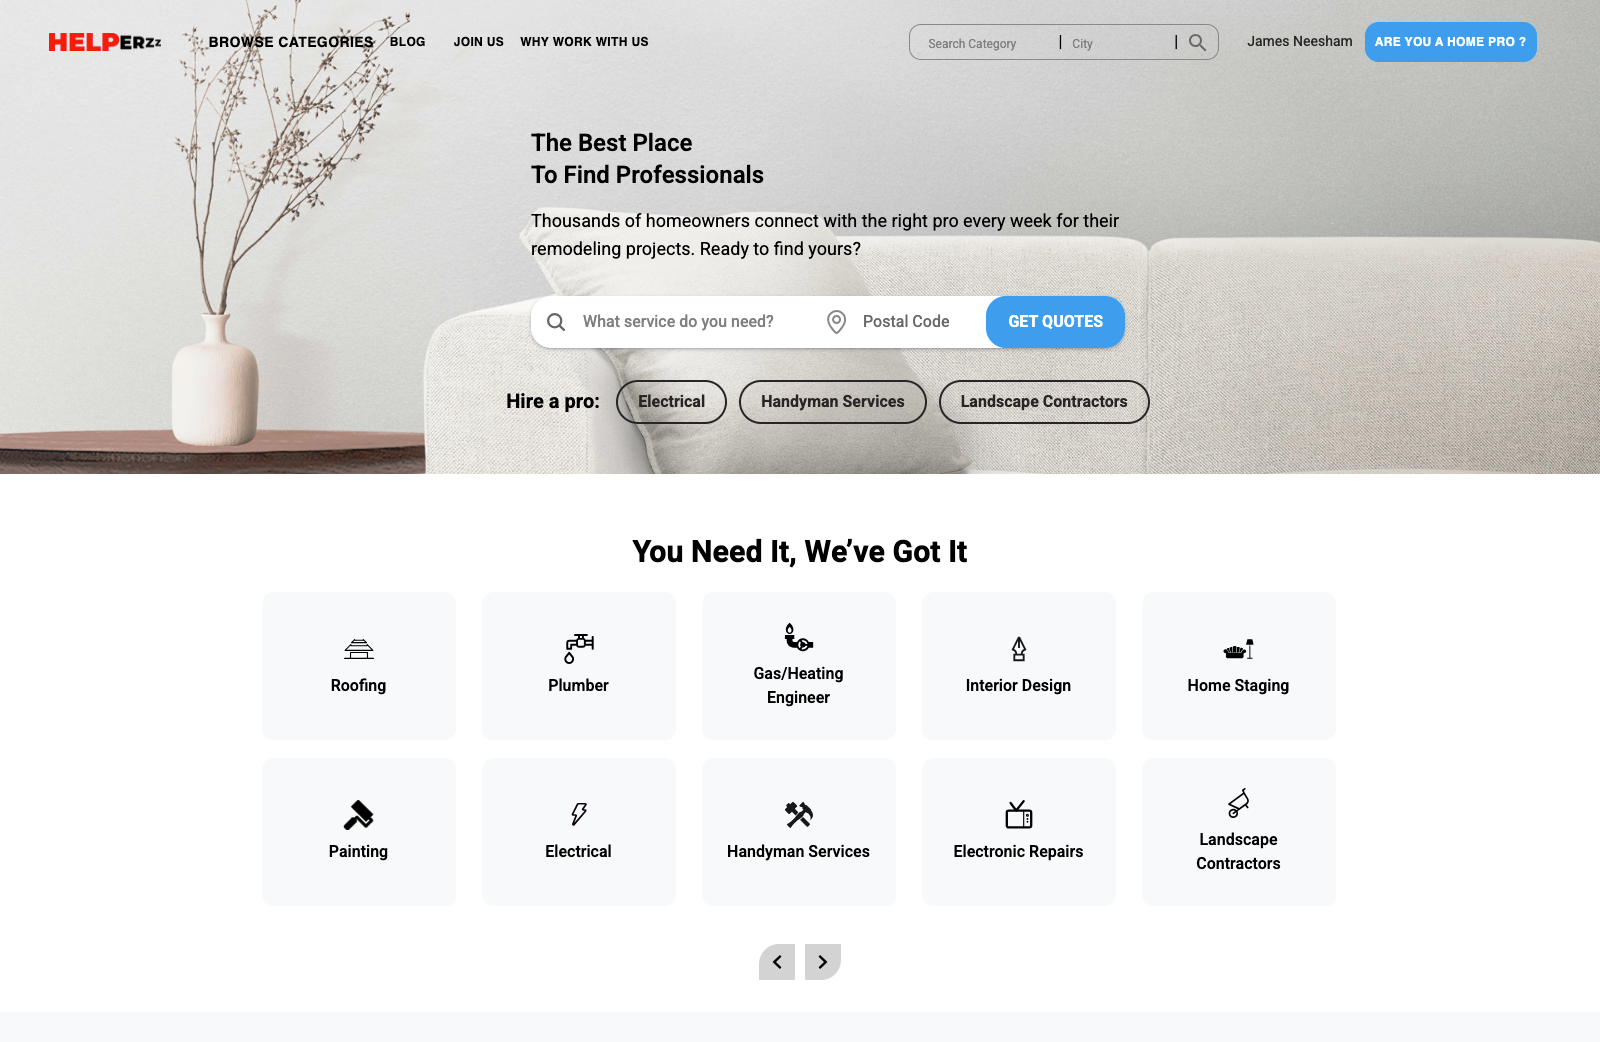 HELPERzz
BROWSE CATEGORIES BLOG JOIN US WHY WORK WITH US
Search Category | City |
James Neesham
ARE YOU A HOME PRO ?
The Best Place
To Find Professionals
Thousands of homeowners connect with the right pro every week for their
remodeling projects. Ready to find yours?
What service do you need? Postal Code GET QUOTES
Hire a pro: Electrical Handyman Services Landscape Contractors
You Need It, We’ve Got It
Roofing
Plumber
Gas/Heating
Engineer
Interior Design
Home Staging
Painting
Electrical
Handyman Services
Electronic Repairs
Landscape
Contractors